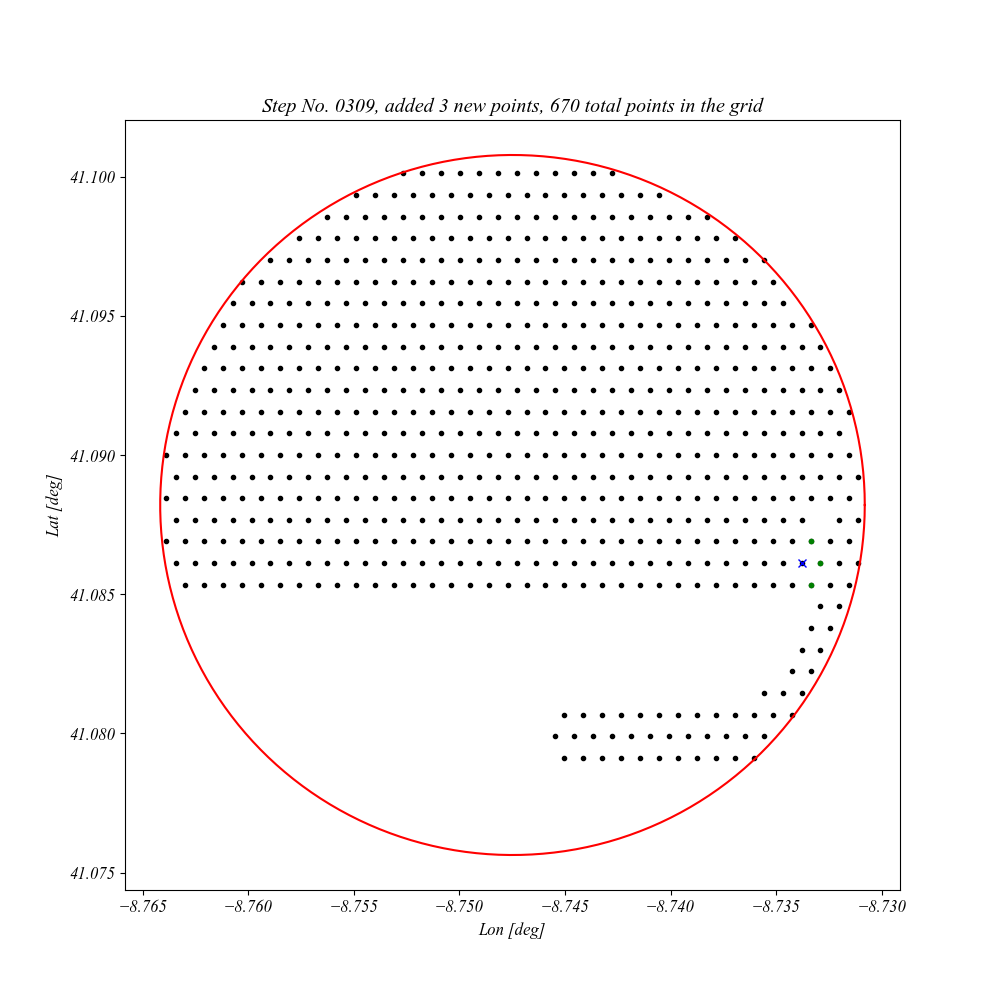 Step No. 0309, added 3 new points, 670 total points in the grid
41.100
41.095
41.090
41.085
41.080
41.075
Lat [deg]
−8.765 −8.760 −8.755 −8.750 −8.745 −8.740 −8.735 −8.730
Lon [deg]